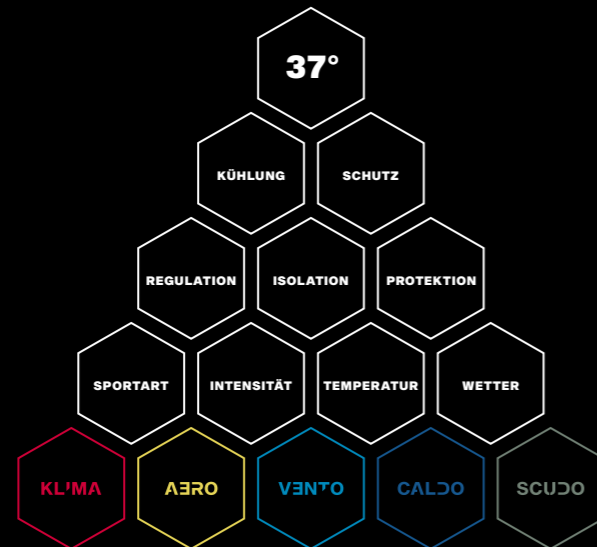 37°
KÜHLUNG SCHUTZ
REGULATION ISOLATION PROTEKTION
SPORTART INTENSITÄT TEMPERATUR WETTER
KLIMA AERO VENTO CALDO SCUDO